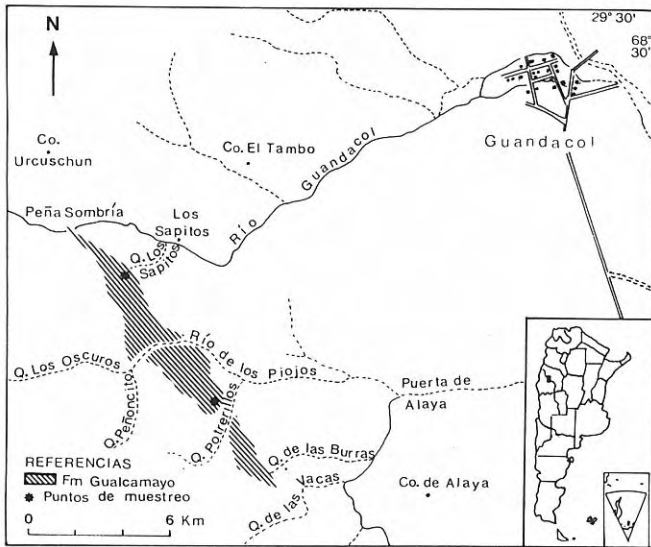 29° 30'
68°
30'
N
Guandacol
Co.
Urcuschun
Co. El Tambo
Río Guandacol
Peña Sombría
Los
Sapitos
Q. Los
Sapitos
Río de los Piojos
Q. Los Oscuros
Q. Peñoncito
Q. Potrerillos
Puerta de
Alaya
Q. de las Burras
Q. de las Vacas
Co. de Alaya
REFERENCIAS
Fm Gualcamayo
Puntos de muestreo
0 6 Km